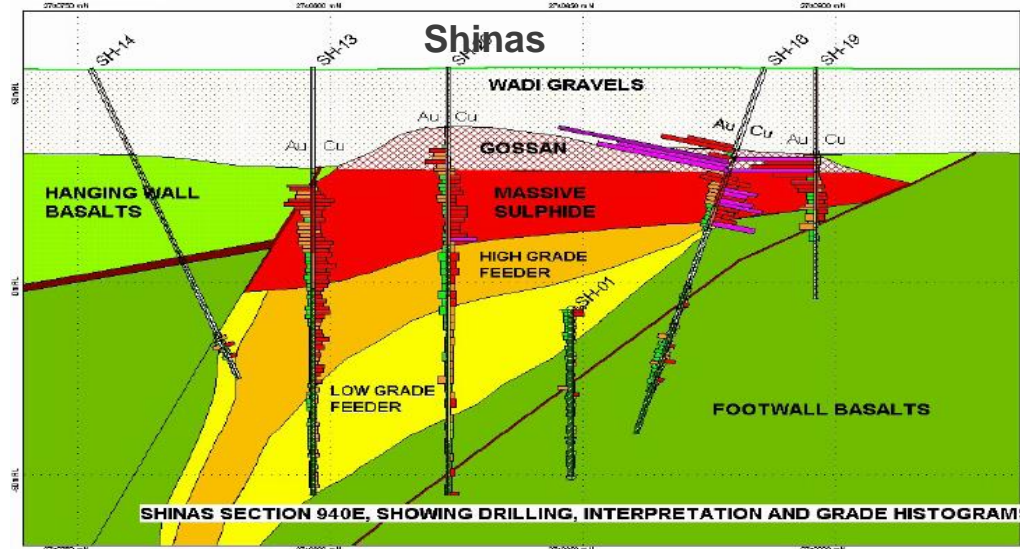 Shinas
SH-14
SH-13
SH-18
SH-19
WADI GRAVELS
Au Cu
Au Cu
Au Cu
Au Cu
GOSSAN
HANGING WALL
BASALTS
MASSIVE
SULPHIDE
HIGH GRADE
FEEDER
SH-01
LOW GRADE
FEEDER
FOOTWALL BASALTS
SHINAS SECTION 940E, SHOWING DRILLING, INTERPRETATION AND GRADE HISTOGRAM